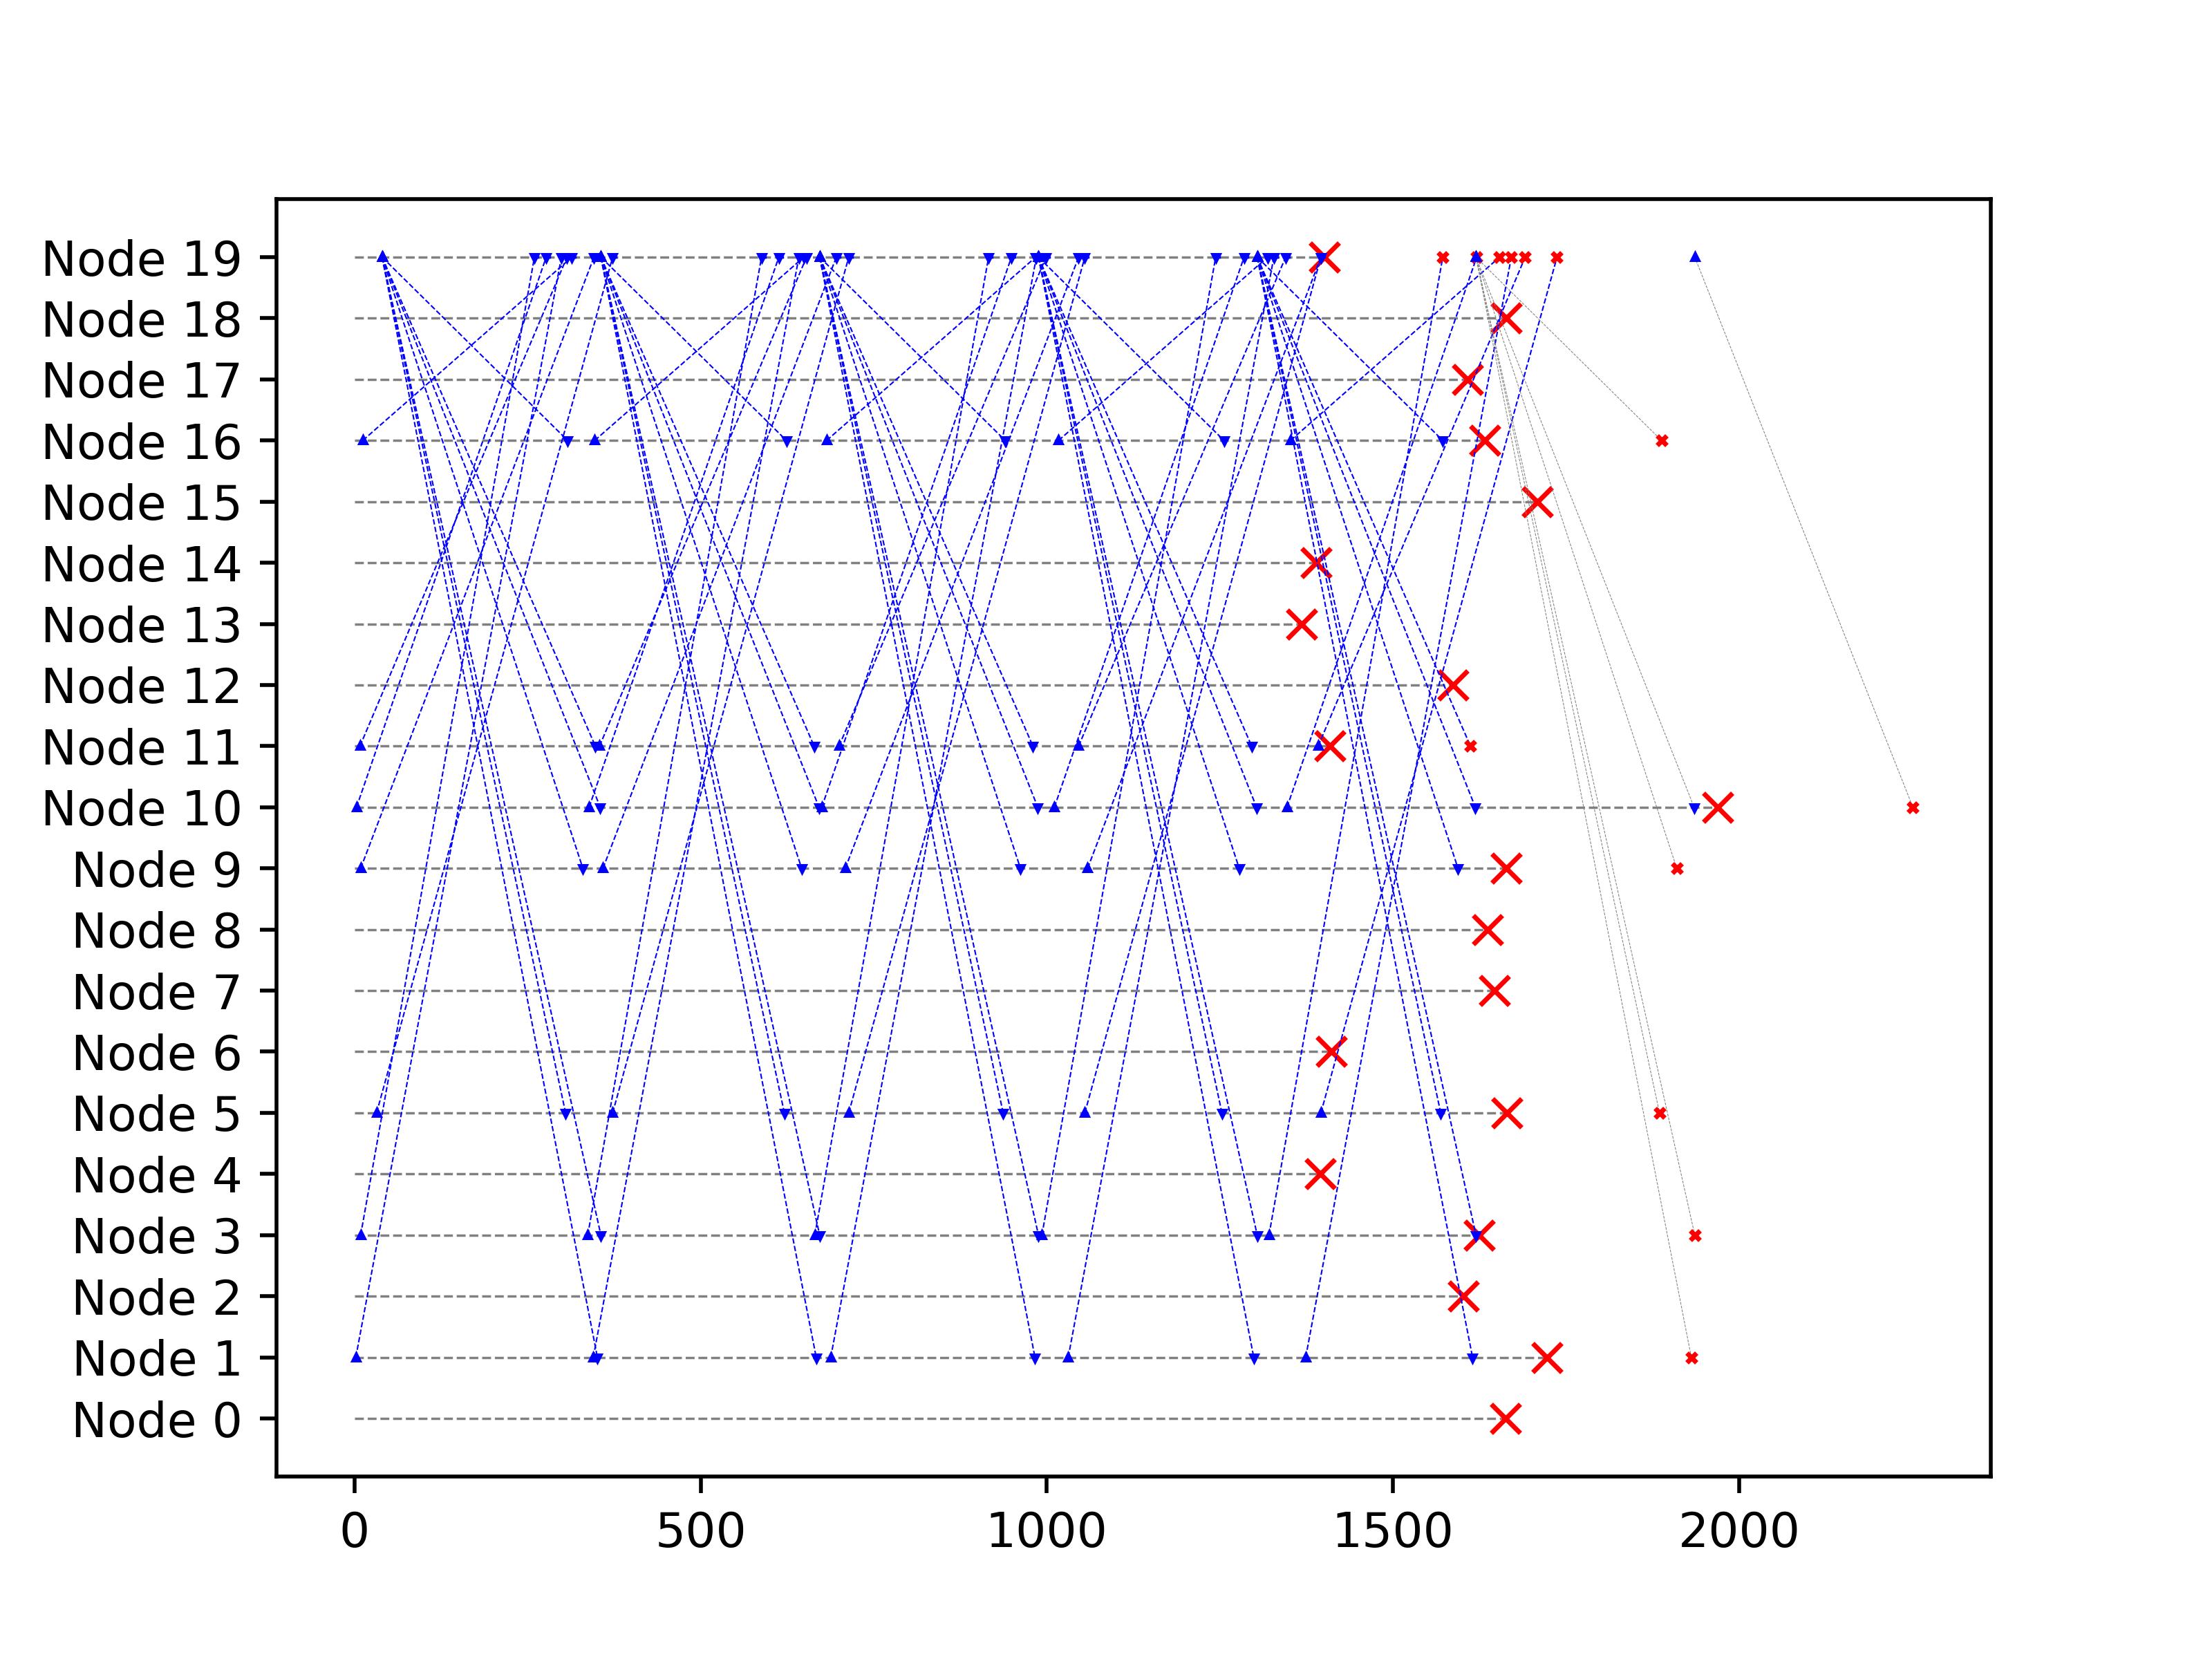 Node 19
Node 18
Node 17
Node 16
Node 15
Node 14
Node 13
Node 12
Node 11
Node 10
Node 9
Node 8
Node 7
Node 6
Node 5
Node 4
Node 3
Node 2
Node 1
Node 0
0 500 1000 1500 2000